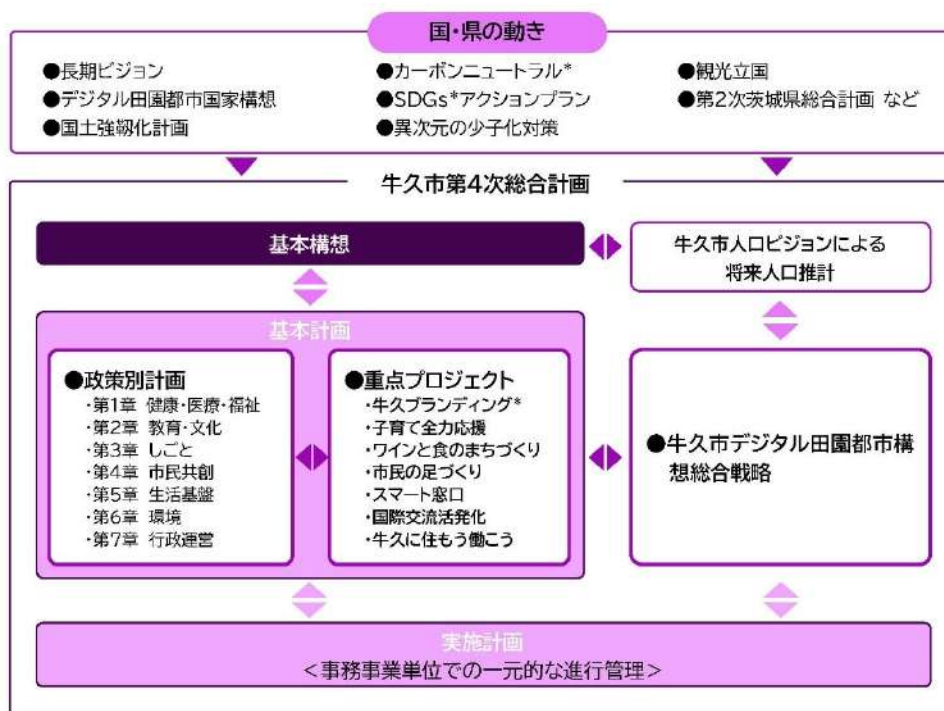 国・県の動き
●長期ビジョン
●デジタル田園都市国家構想
●国土強靱化計画
●カーボンニュートラル*
●SDGs*アクションプラン
●異次元の少子化対策
●観光立国
●第2次茨城県総合計画 など
牛久市第4次総合計画
基本構想
牛久市人口ビジョンによる
将来人口推計
基本計画
●政策別計画
・第1章 健康・医療・福祉
・第2章 教育・文化
・第3章 しごと
・第4章 市民共創
・第5章 生活基盤
・第6章 環境
・第7章 行政運営
●重点プロジェクト
・牛久ブランディング*
・子育て全力応援
・ワインと食のまちづくり
・市民の足づくり
・スマート窓口
・国際交流活発化
・牛久に住もう働こう
●牛久市デジタル田園都市構
想総合戦略
実施計画
＜事務事業単位での一元的な進行管理＞